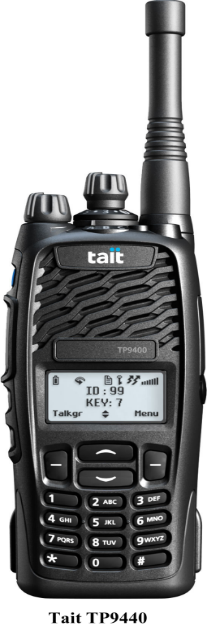 tait
TP9400
ID : 99
KEY: 7
Talkgr Menu
1 2 ABC 3 DEF
4 GHI 5 JKL 6 MNO
7 PQRS 8 TUV 9 WXYZ
* 0 #
Tait TP9440